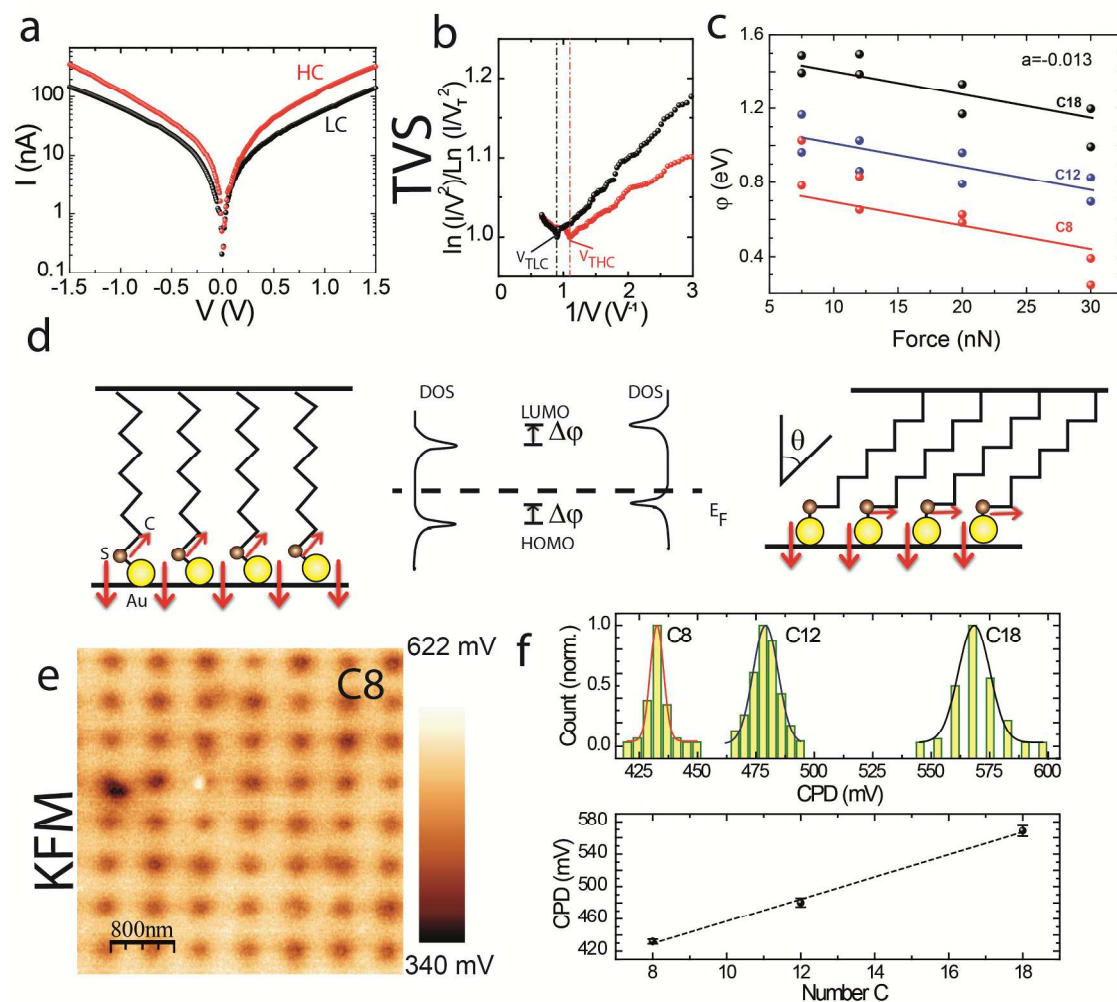 a
I (nA)
100
10
1
0.1
HC
LC
-1.5 -1.0 -0.5 0.0 0.5 1.0 1.5
V (V)
b
TVS
ln (I/V²)/Ln (I/V_T²)
1.2
1.1
1.0
V_TLC
V_THC
0 1 2 3
1/V (V⁻¹)
c
φ (eV)
1.6
1.2
0.8
0.4
a=-0.013
C18
C12
C8
5 10 15 20 25 30
Force (nN)
d
S
C
Au
DOS
DOS
LUMO
Δφ
Δφ
HOMO
E_F
θ
e
KFM
C8
800nm
622 mV
340 mV
f
Count (norm.)
1.0
0.5
0.0
C8
C12
C18
425 450 475 500 550 575 600
CPD (mV)
CPD (mV)
580
540
500
460
420
8 10 12 14 16 18
Number C